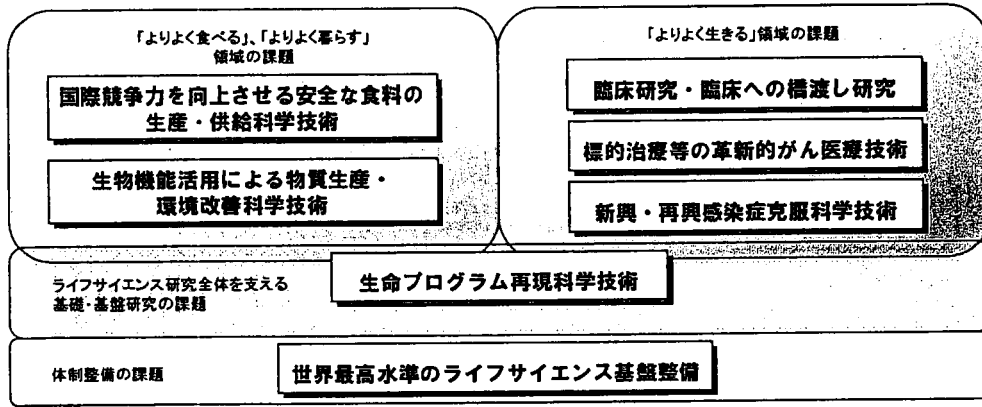 「よりよく食べる」、「よりよく暮らす」
領域の課題
国際競争力を向上させる安全な食料の
生産・供給科学技術
生物機能活用による物質生産・
環境改善科学技術
「よりよく生きる」領域の課題
臨床研究・臨床への橋渡し研究
標的治療等の革新的がん医療技術
新興・再興感染症克服科学技術
ライフサイエンス研究全体を支える
基礎・基盤研究の課題
生命プログラム再現科学技術
体制整備の課題
世界最高水準のライフサイエンス基盤整備